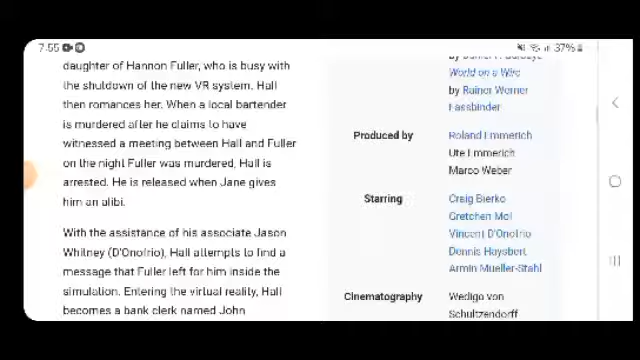 7:55
37%
daughter of Hannon Fuller, who is busy with
the shutdown of the new VR system. Hall
then romances her. When a local bartender
is murdered after he claims to have
witnessed a meeting between Hall and Fuller
on the night Fuller was murdered, Hall is
arrested. He is released when Jane gives
him an alibi.
With the assistance of his associate Jason
Whitney (D'Onofrio), Hall attempts to find a
message that Fuller left for him inside the
simulation. Entering the virtual reality, Hall
becomes a bank clerk named John
World on a Wire
by Rainer Werner
Fassbinder
Produced by
Roland Emmerich
Ute Emmerich
Marco Weber
Starring
Craig Bierko
Gretchen Mol
Vincent D'Onofrio
Dennis Haysbert
Armin Mueller-Stahl
Cinematography
Wedigo von
Schultzendorff